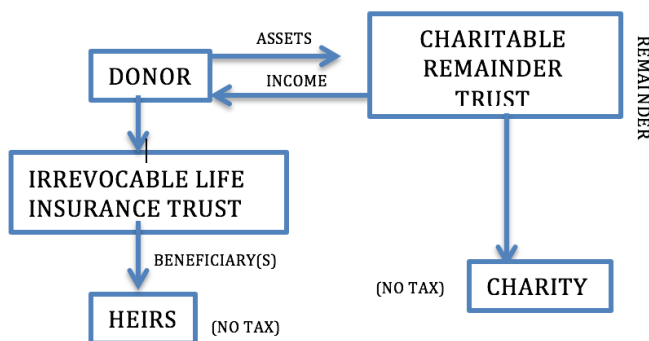 ASSETS
CHARITABLE
REMAINDER
TRUST
REMAINDER
DONOR
INCOME
IRREVOCABLE LIFE
INSURANCE TRUST
BENEFICIARY(S)
(NO TAX)
CHARITY
HEIRS
(NO TAX)